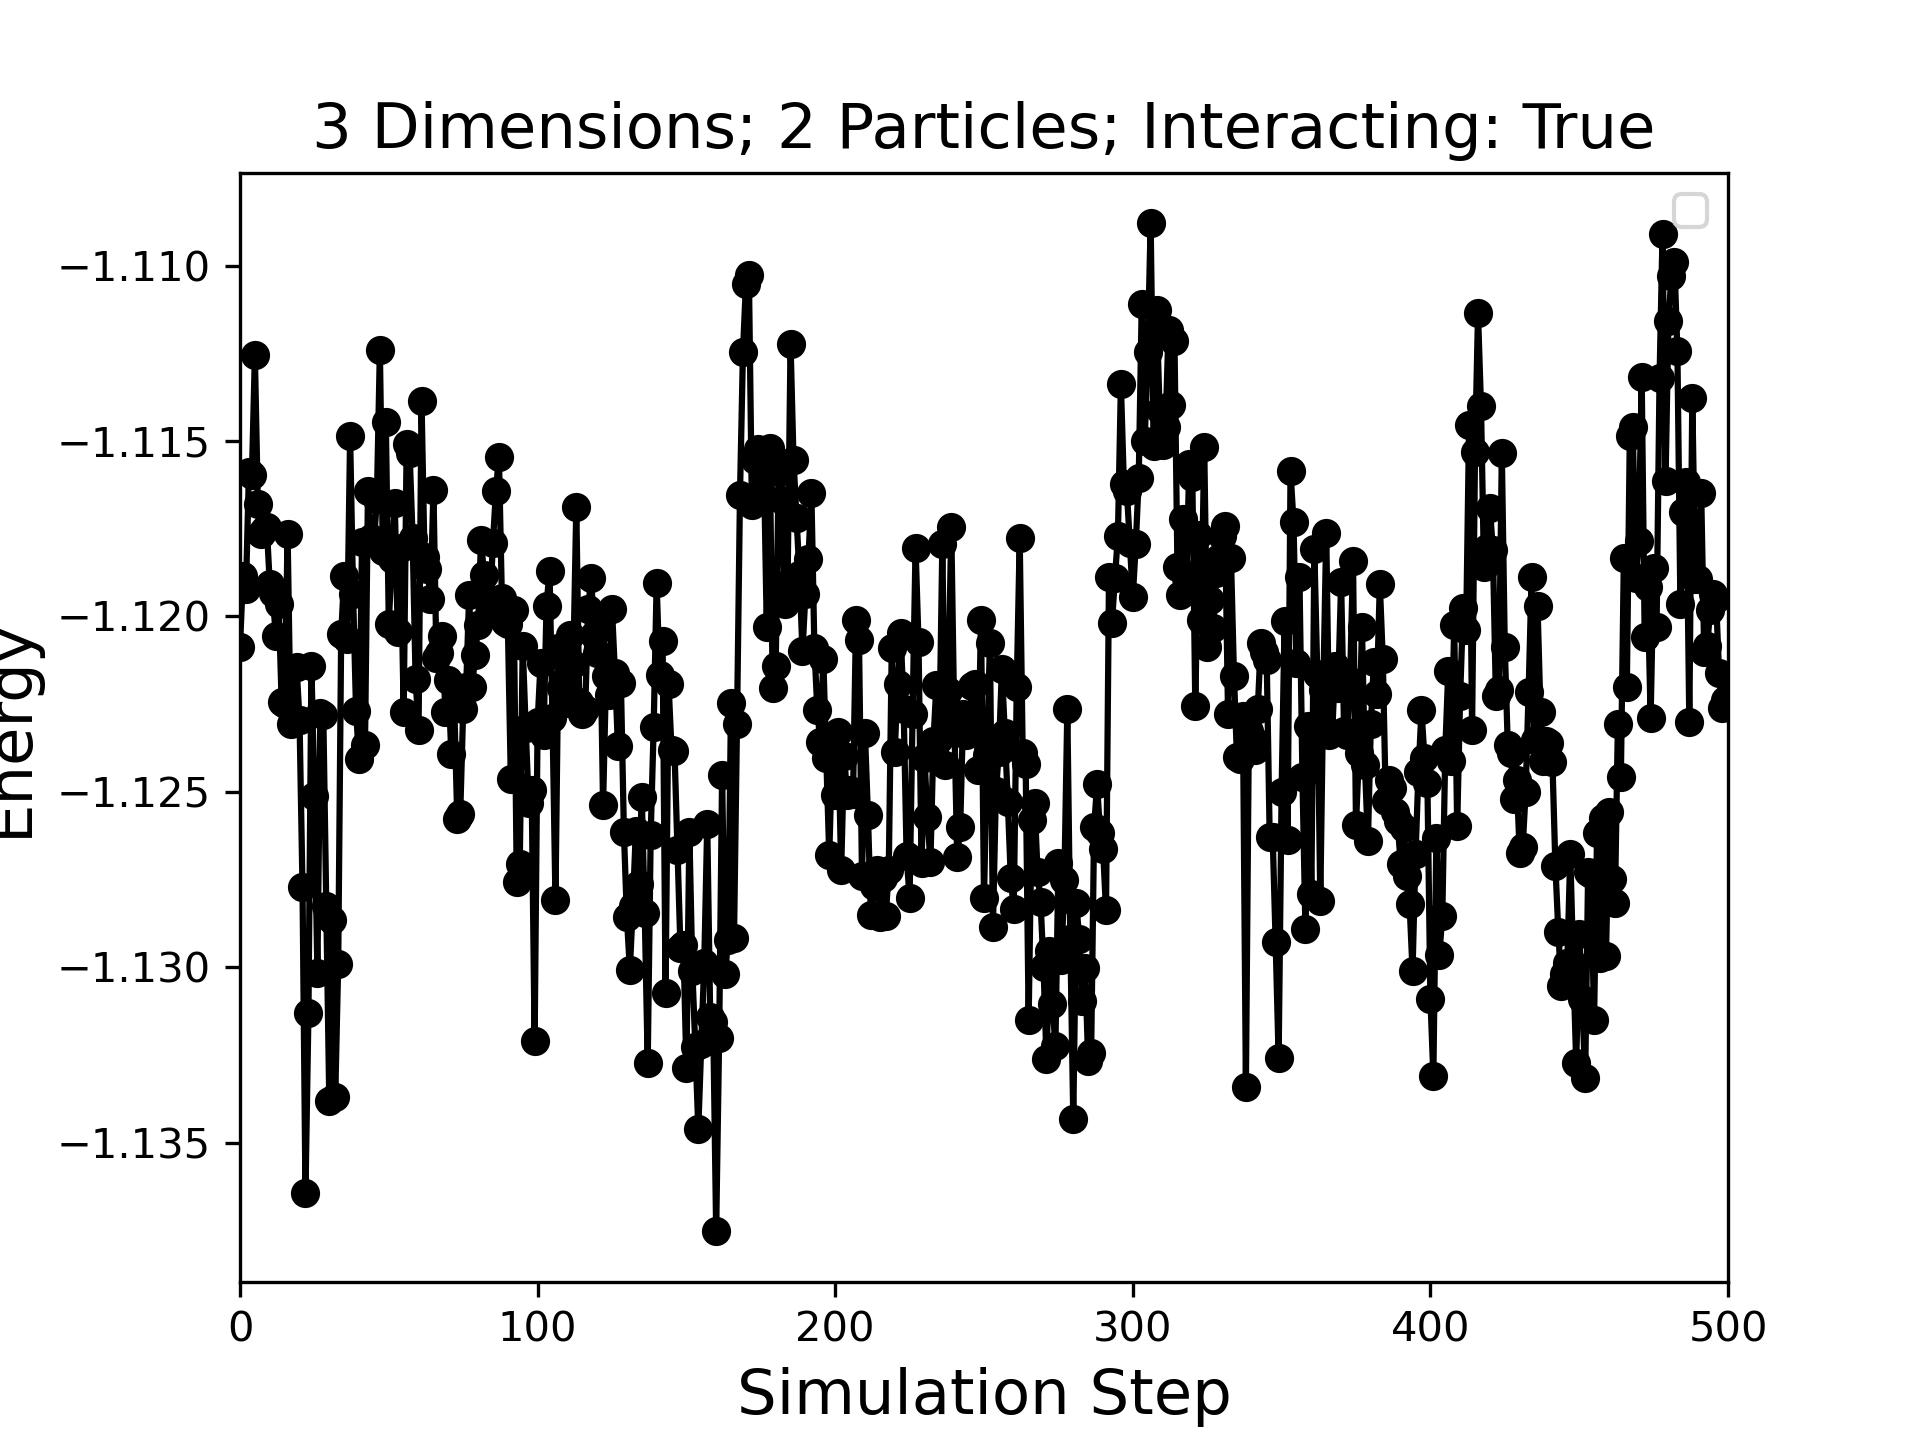 3 Dimensions; 2 Particles; Interacting: True
Energy
−1.110
−1.115
−1.120
−1.125
−1.130
−1.135
0 100 200 300 400 500
Simulation Step